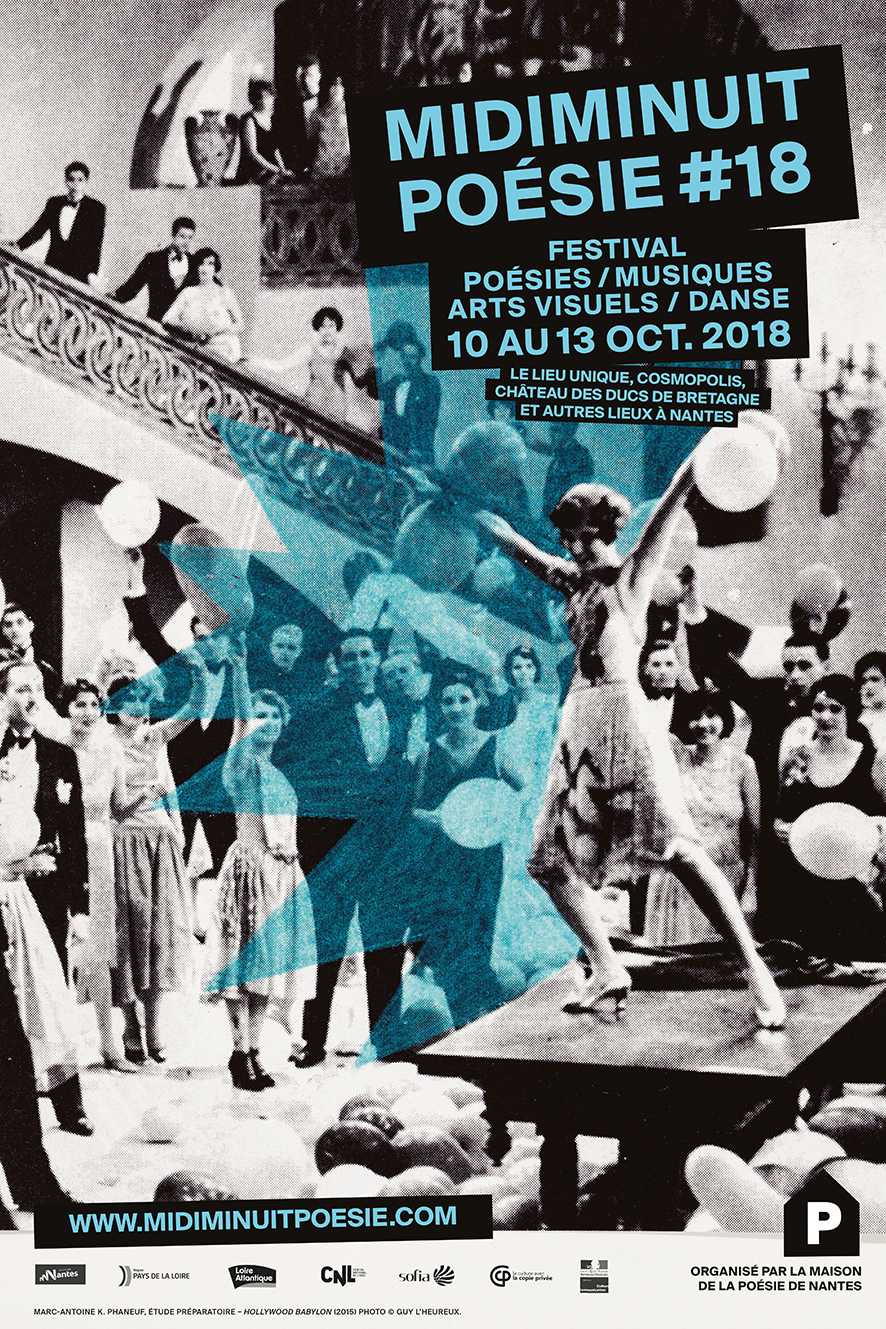 MIDIMINUIT
POÉSIE #18
FESTIVAL
POÉSIES / MUSIQUES
ARTS VISUELS / DANSE
10 AU 13 OCT. 2018
LE LIEU UNIQUE, COSMOPOLIS,
CHÂTEAU DES DUCS DE BRETAGNE
ET AUTRES LIEUX À NANTES
WWW.MIDIMINUITPOESIE.COM
P
Nantes
PAYS DE LA LOIRE
Loire
Atlantique
CNL
sofia
la culture avec
la copie privée
ORGANISÉ PAR LA MAISON
DE LA POÉSIE DE NANTES
MARC-ANTOINE K. PHANEUF, ÉTUDE PRÉPARATOIRE – HOLLYWOOD BABYLON (2015) PHOTO © GUY L'HEUREUX.